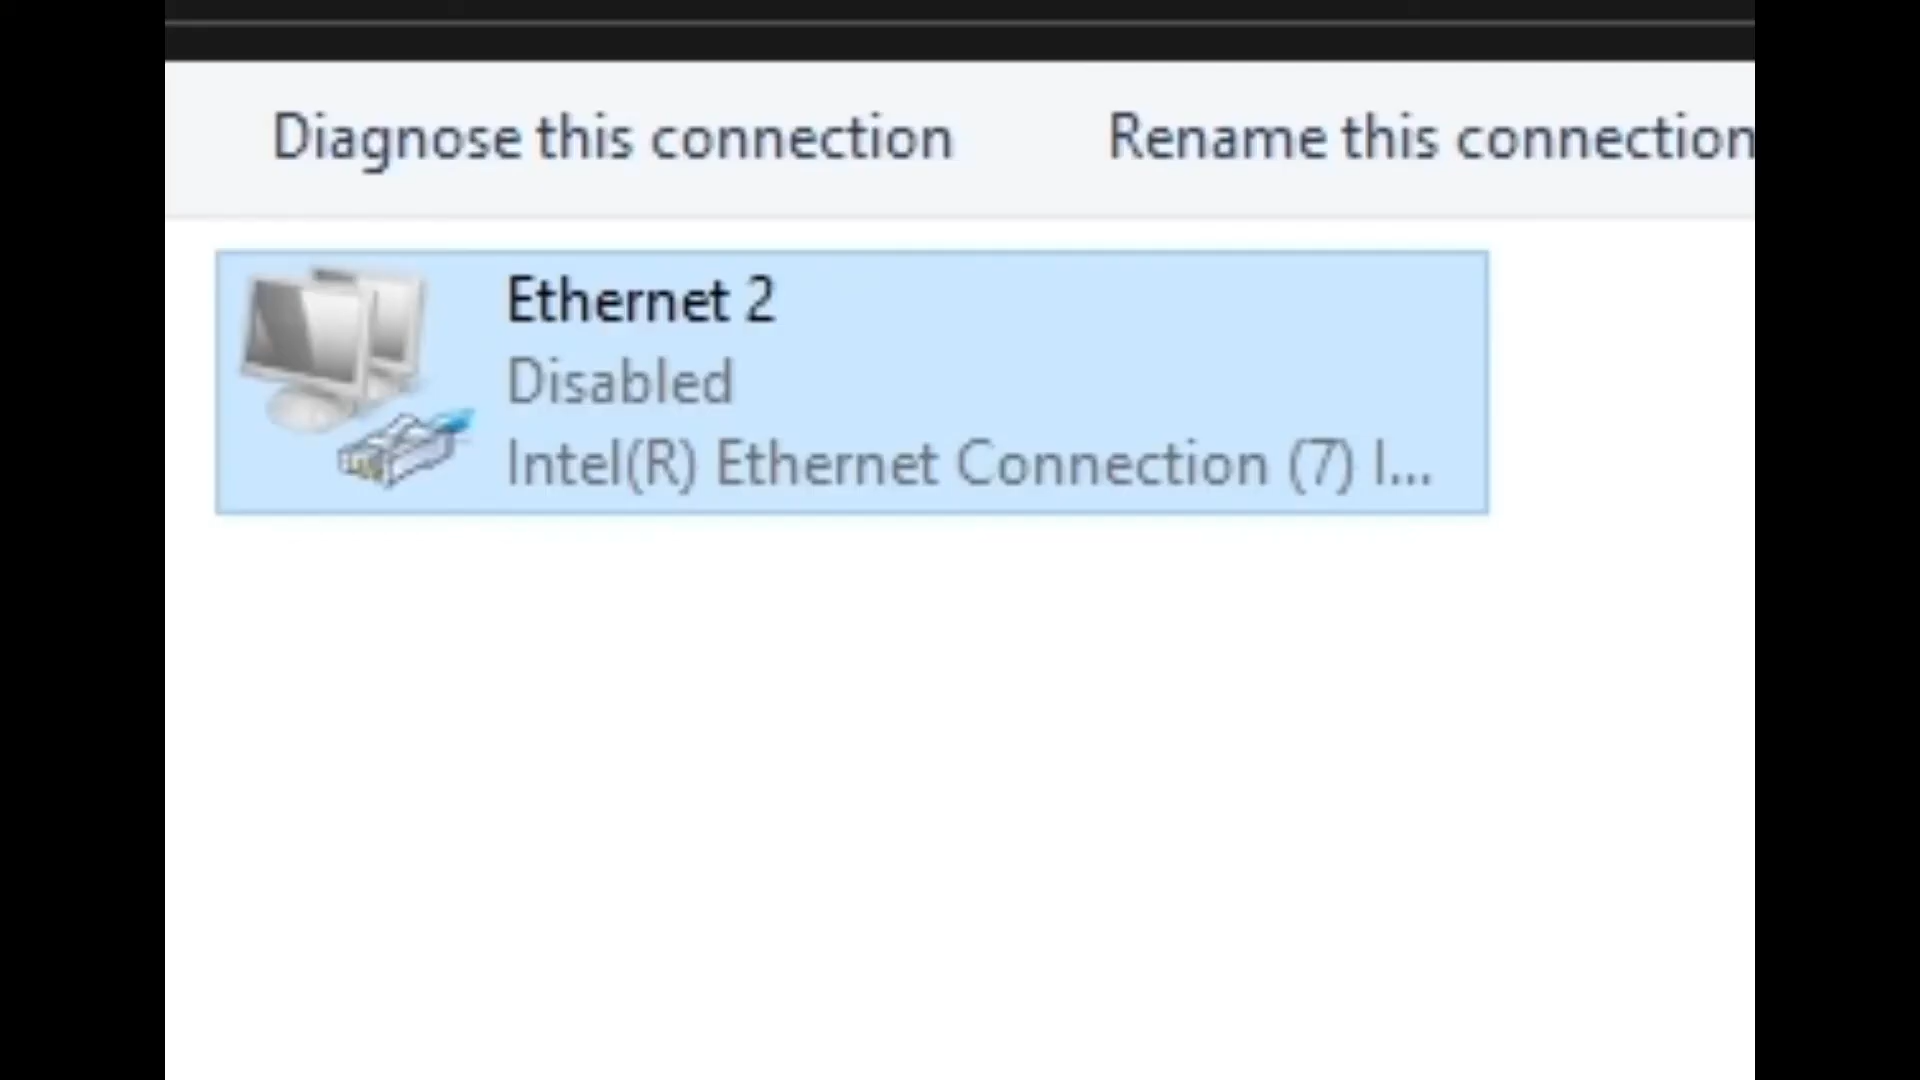 Diagnose this connection Rename this connection
Ethernet 2
Disabled
Intel(R) Ethernet Connection (7) I...